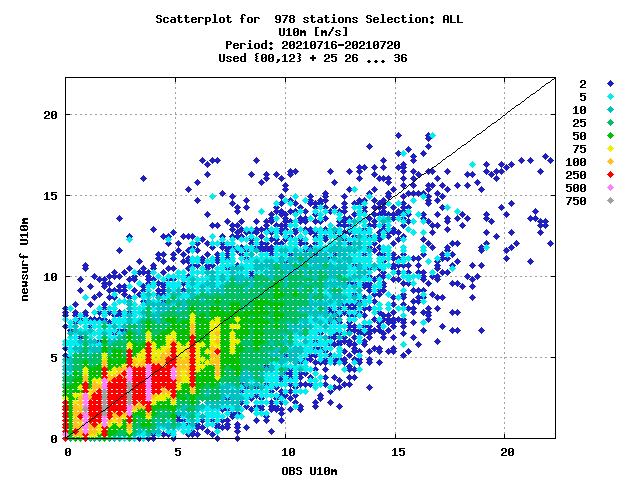 Scatterplot for  978 stations Selection: ALL
U10m [m/s]
Period: 20210716-20210720
Used {00,12} + 25 26 ... 36
2
5
10
25
50
75
100
250
500
750
20
15
10
5
0
newsurf U10m
0 5 10 15 20
OBS U10m